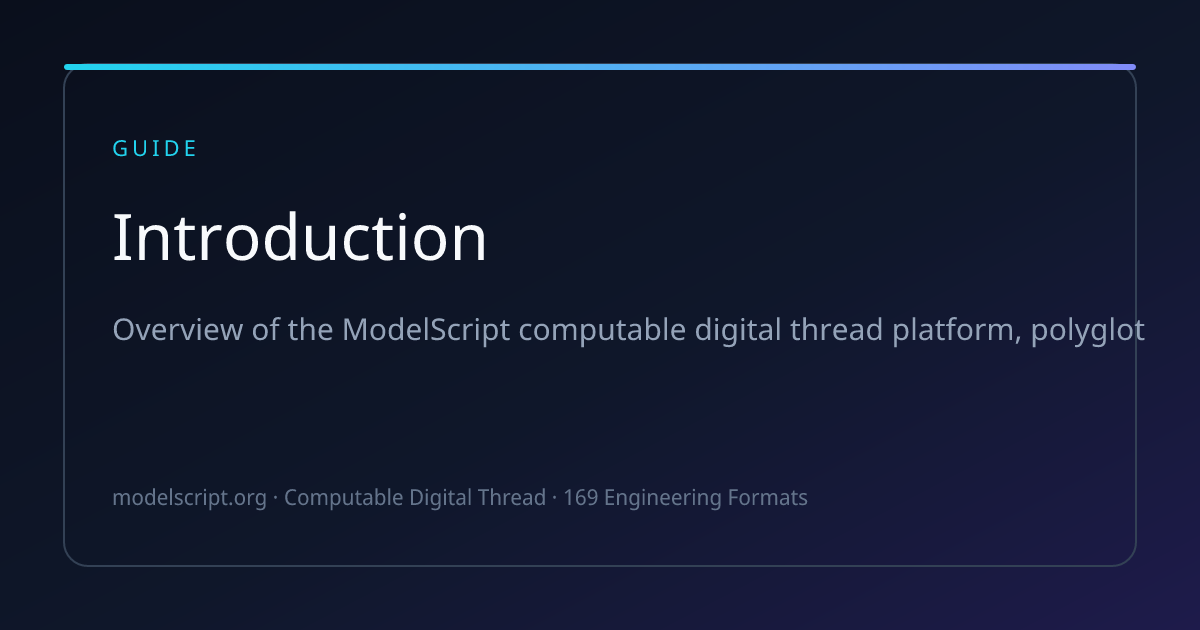 GUIDE
Introduction
Overview of the ModelScript computable digital thread platform, polyglot
modelscript.org · Computable Digital Thread · 169 Engineering Formats